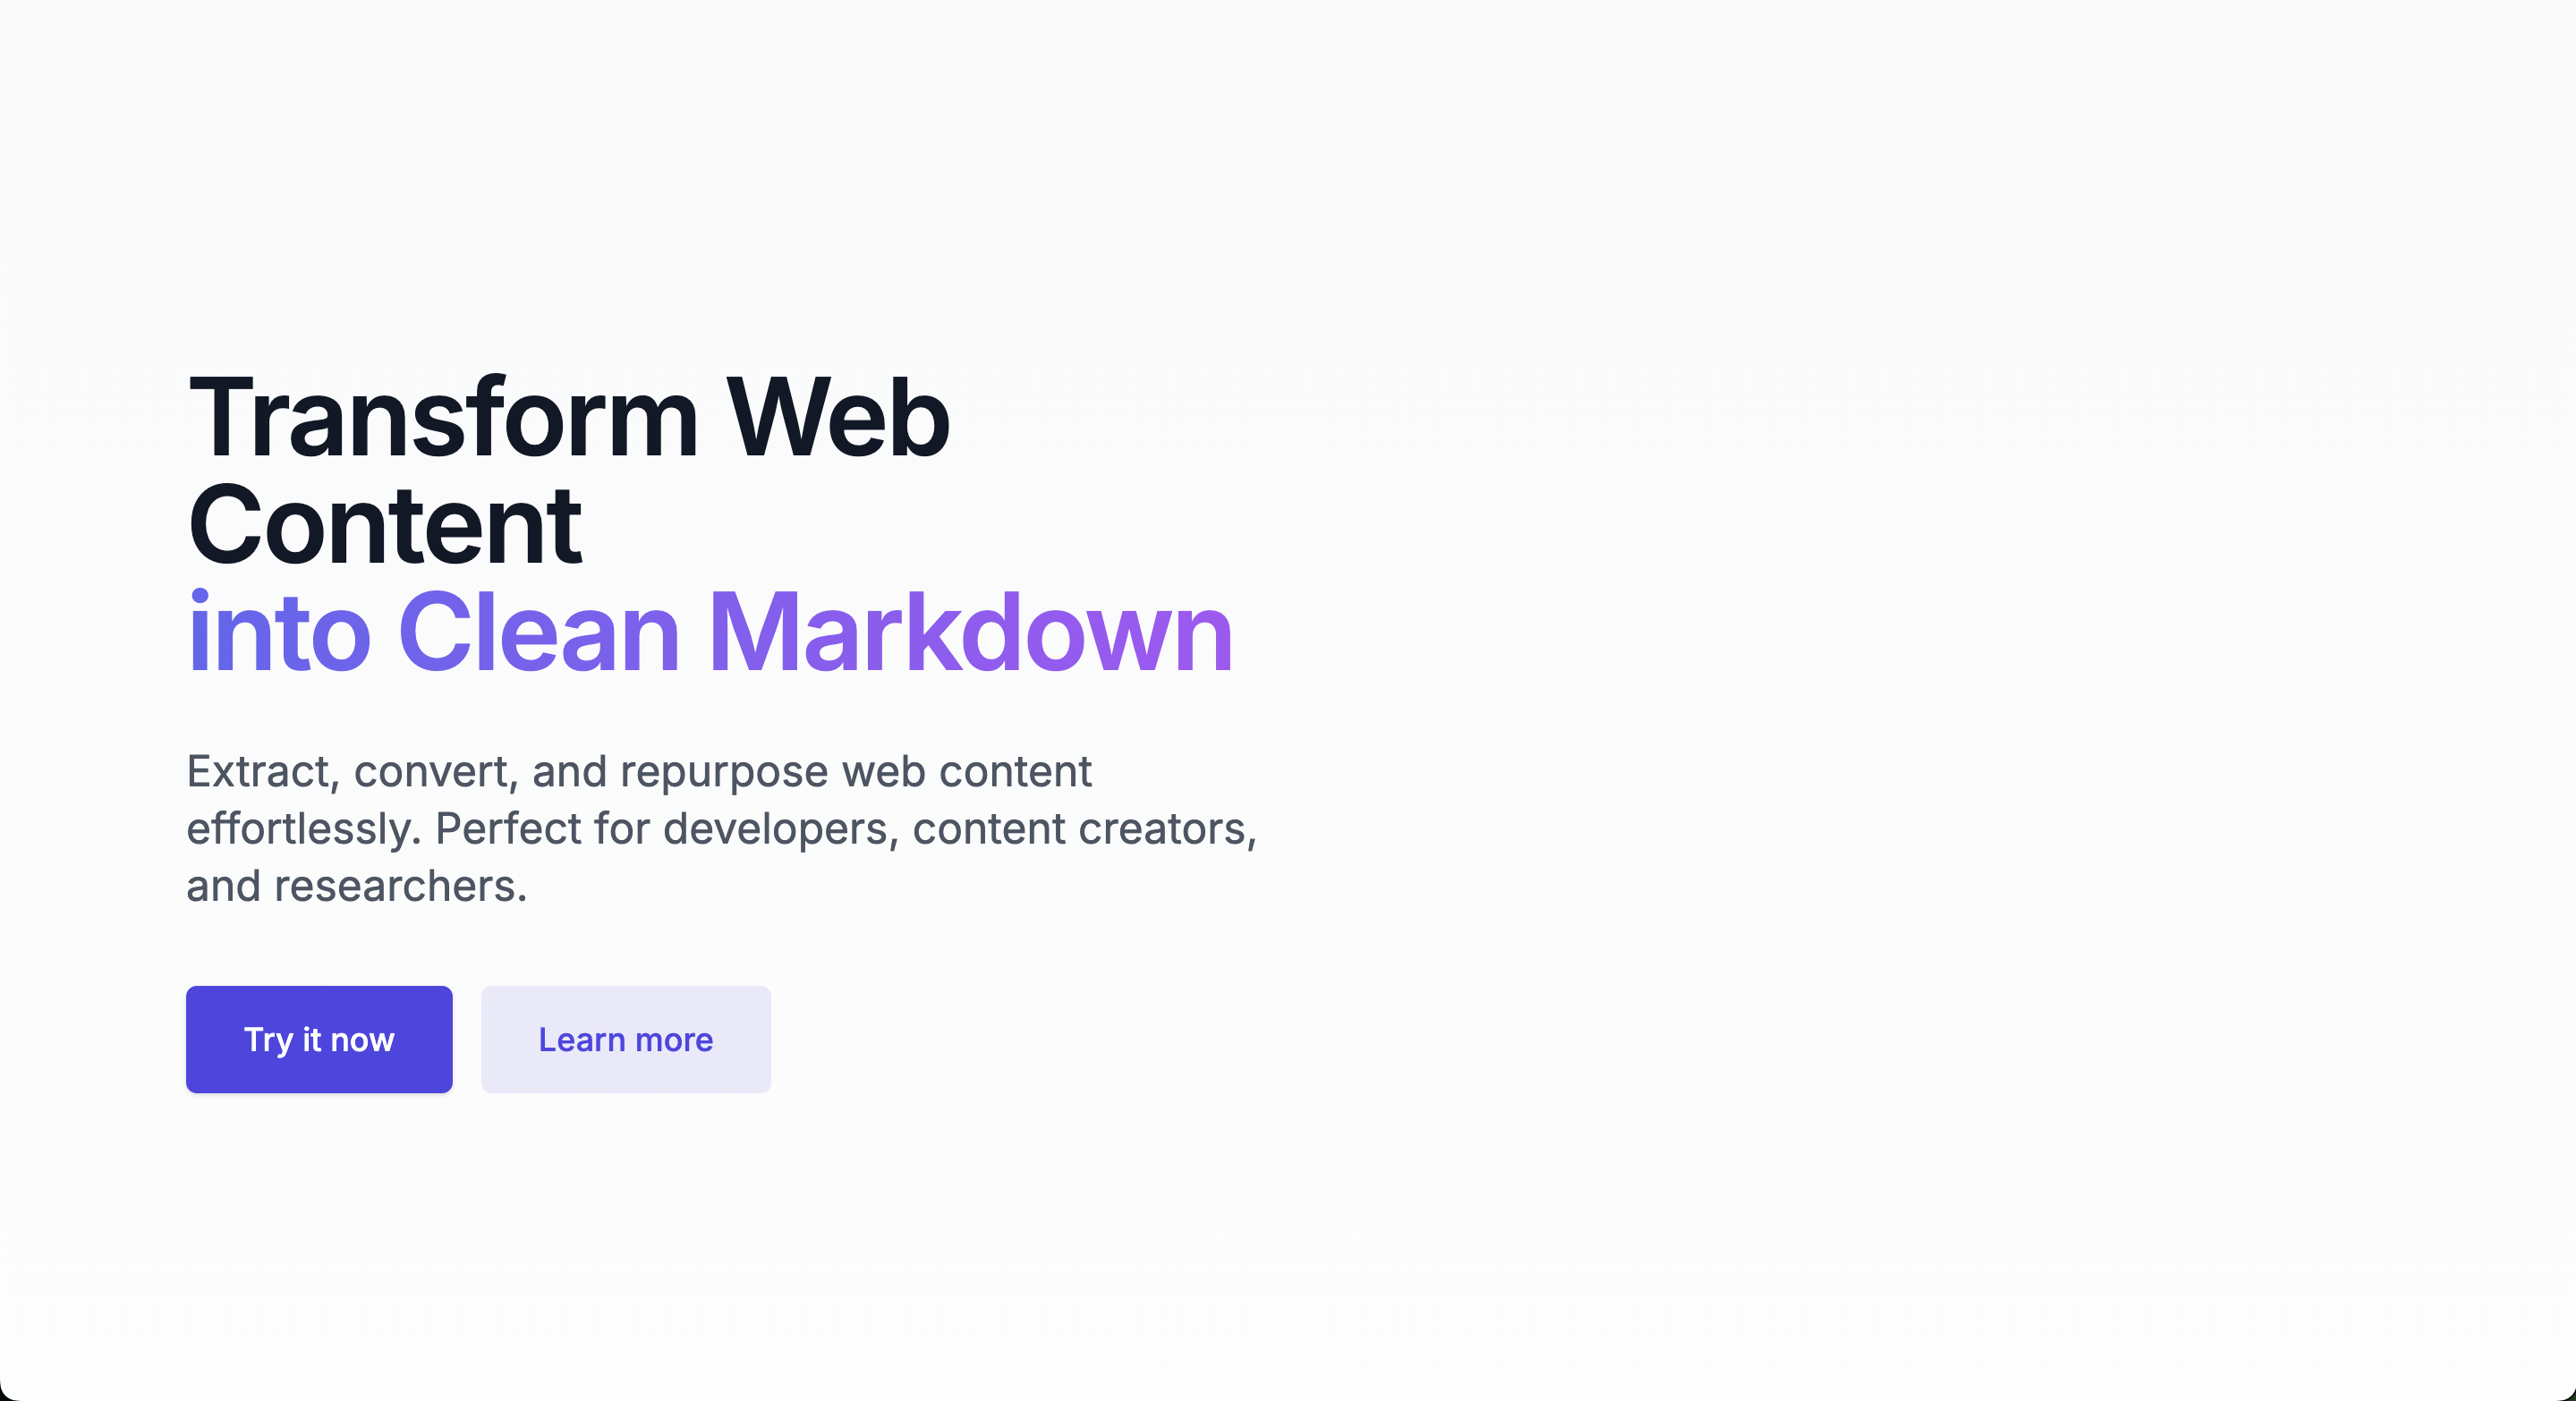 Transform Web
Content
into Clean Markdown
Extract, convert, and repurpose web content
effortlessly. Perfect for developers, content creators,
and researchers.
Try it now
Learn more